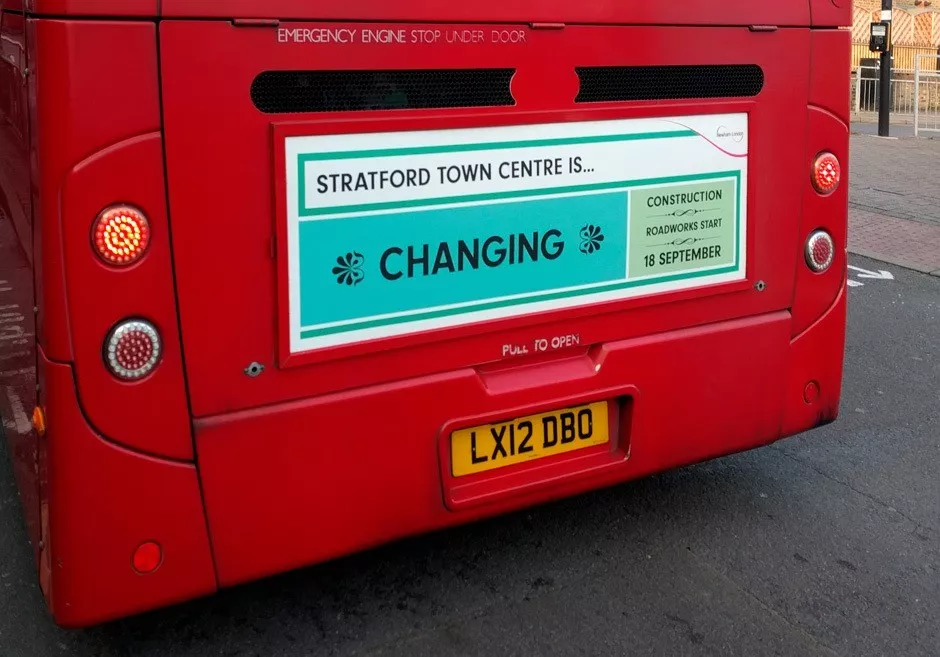 EMERGENCY ENGINE STOP UNDER DOOR
STRATFORD TOWN CENTRE IS...
CHANGING
CONSTRUCTION
ROADWORKS START
18 SEPTEMBER
PULL TO OPEN
LX12 DBO